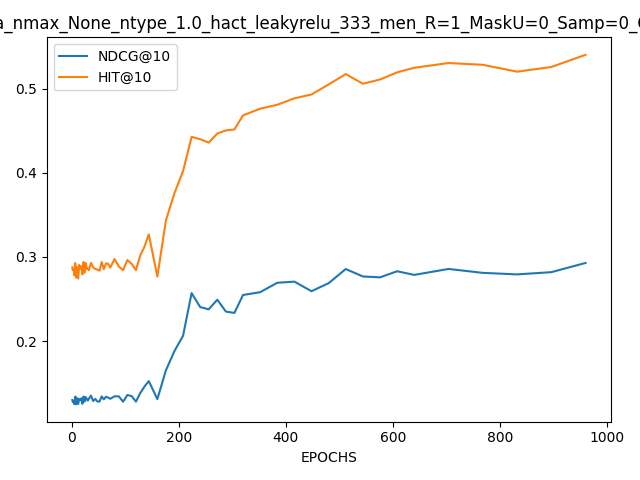 a_nmax_None_ntype_1.0_hact_leakyrelu_333_men_R=1_MaskU=0_Samp=0_
NDCG@10
HIT@10
0.5
0.4
0.3
0.2
0 200 400 600 800 1000
EPOCHS